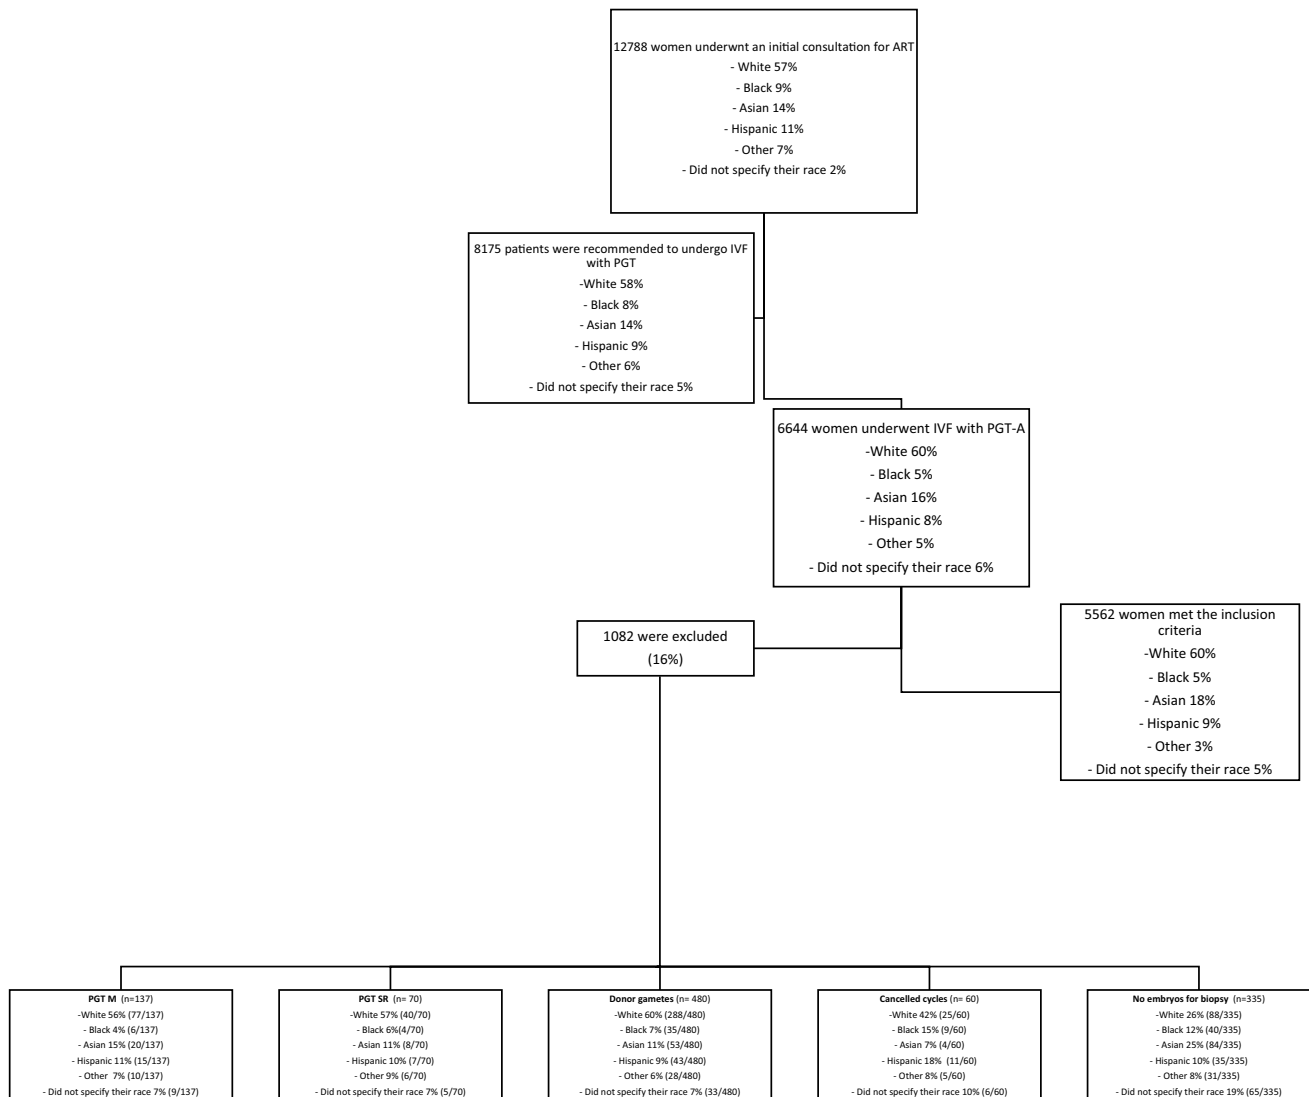 12788 women underwnt an initial consultation for ART
- White 57%
- Black 9%
- Asian 14%
- Hispanic 11%
- Other 7%
- Did not specify their race 2%
8175 patients were recommended to undergo IVF
with PGT
-White 58%
- Black 8%
- Asian 14%
- Hispanic 9%
- Other 6%
- Did not specify their race 5%
6644 women underwent IVF with PGT-A
-White 60%
- Black 5%
- Asian 16%
- Hispanic 8%
- Other 5%
- Did not specify their race 6%
1082 were excluded
(16%)
5562 women met the inclusion
criteria
-White 60%
- Black 5%
- Asian 18%
- Hispanic 9%
- Other 3%
- Did not specify their race 5%
PGT M (n=137)
-White 56% (77/137)
- Black 4% (6/137)
- Asian 15% (20/137)
- Hispanic 11% (15/137)
- Other 7% (10/137)
- Did not specify their race 7% (9/137)
PGT SR (n= 70)
-White 57% (40/70)
- Black 6%(4/70)
- Asian 11% (8/70)
- Hispanic 10% (7/70)
- Other 9% (6/70)
- Did not specify their race 7% (5/70)
Donor gametes (n= 480)
-White 60% (288/480)
- Black 7% (35/480)
- Asian 11% (53/480)
- Hispanic 9% (43/480)
- Other 6% (28/480)
- Did not specify their race 7% (33/480)
Cancelled cycles (n= 60)
-White 42% (25/60)
- Black 15% (9/60)
- Asian 7% (4/60)
- Hispanic 18% (11/60)
- Other 8% (5/60)
- Did not specify their race 10% (6/60)
No embryos for biopsy (n=335)
-White 26% (88/335)
- Black 12% (40/335)
- Asian 25% (84/335)
- Hispanic 10% (35/335)
- Other 8% (31/335)
- Did not specify their race 19% (65/335)